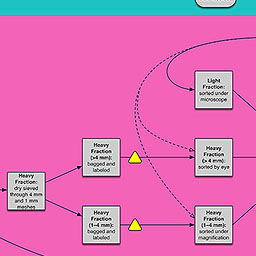 Light
Fraction:
sorted under
microscope
Heavy
Fraction
(>4 mm):
bagged and
labeled
Heavy
Fraction
(> 4 mm):
sorted by eye
Heavy
Fraction:
dry sieved
through 4 mm
and 1 mm
meshes
Heavy
Fraction
(1–4 mm):
bagged and
labeled
Heavy
Fraction
(1–4 mm):
sorted under
magnification